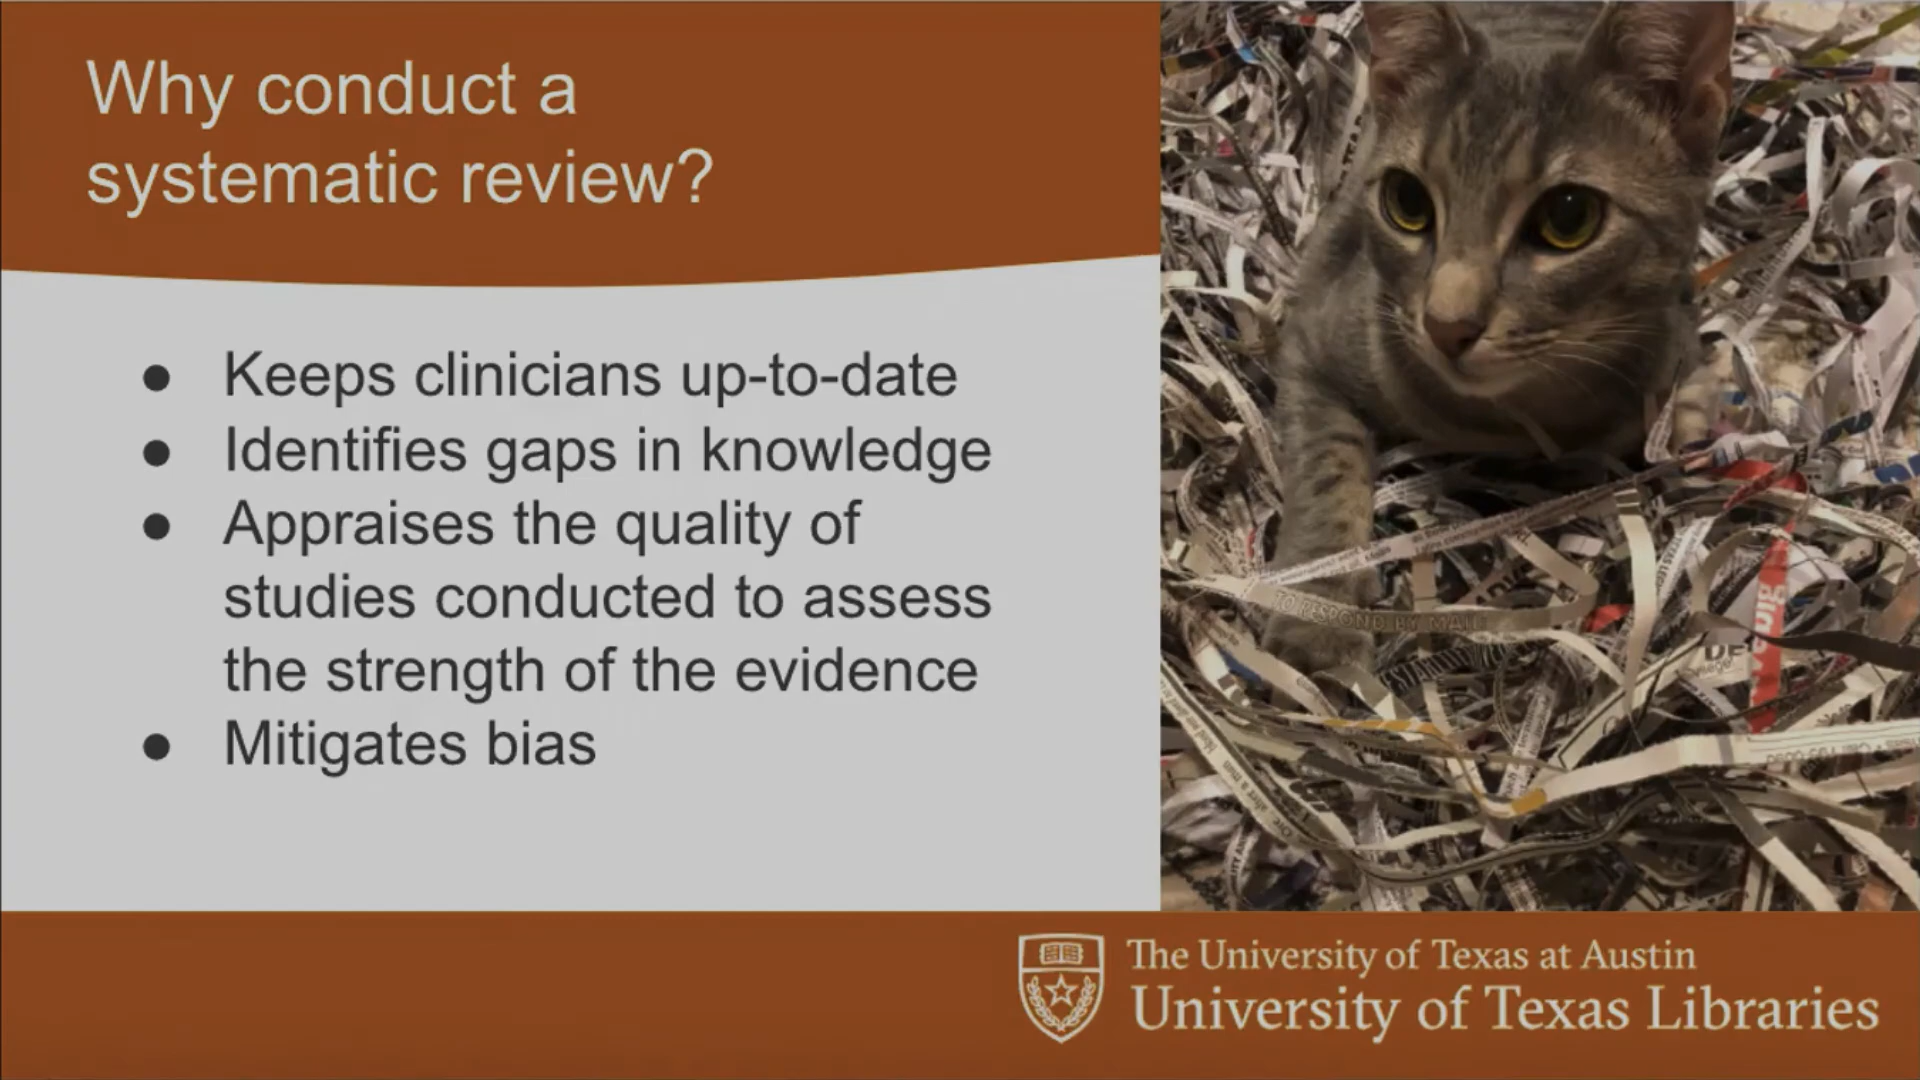 Why conduct a
systematic review?
● Keeps clinicians up-to-date
● Identifies gaps in knowledge
● Appraises the quality of
studies conducted to assess
the strength of the evidence
● Mitigates bias
TO RESPOND BY MAIL
The University of Texas at Austin
University of Texas Libraries